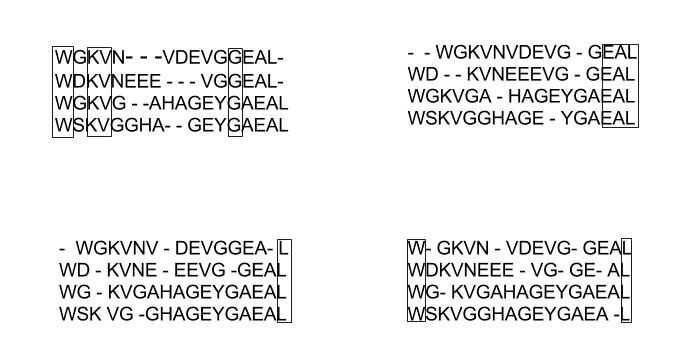 WGKVN- - -VDEVGGEAL-
WDKVNEEE - - -VGGEAL-
WGKVG - -AHAGEYGAEAL
WSKVGGHA- - GEYGAEAL
- - WGKVNVDEVG - GEAL
WD - - KVNEEEVG - GEAL
WGKVGA - HAGEYGAEAL
WSKVGGHAGE - YGAEAL
- WGKVNV - DEVGGEA- L
WD - KVNE - EEVG -GEAL
WG - KVGAHAGEYGAEAL
WSK VG -GHAGEYGAEAL
W- GKVN - VDEVG- GEAL
WDKVNEEE - VG- GE- AL
WG- KVGAHAGEYGAEAL
WSKVGGHAGEYGAEA -L